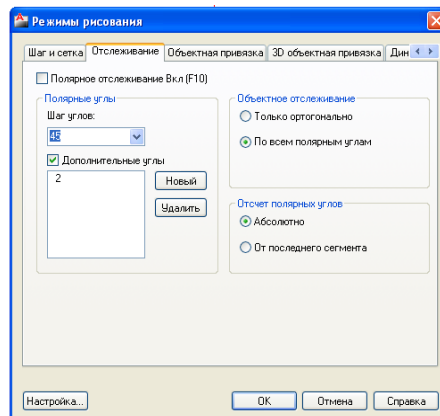 Режимы рисования
Шаг и сетка Отслеживание Объектная привязка 3D объектная привязка Дин
Полярное отслеживание Вкл (F10)
Полярные углы
Шаг углов:
45
Дополнительные углы
2
Новый
Удалить
Объектное отслеживание
Только ортогонально
По всем полярным углам
Отсчет полярных углов
Абсолютно
От последнего сегмента
Настройка... OK Отмена Справка